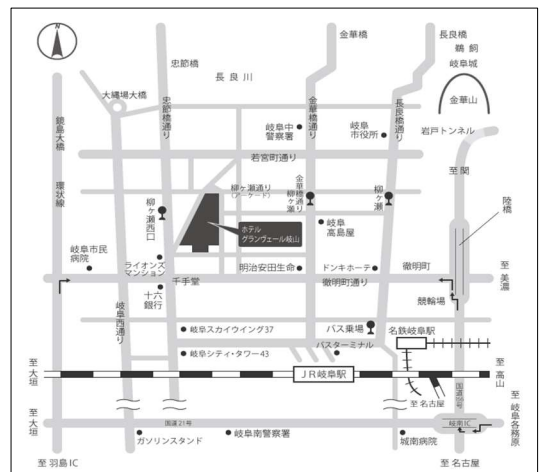 N
金華橋
長良橋
鵜飼
岐阜城
忠節橋
長良川
金華山
大縄場大橋
鏡島大橋
環状線
忠節橋通り
金華橋通り
長良橋通り
岐阜中
警察署
岐阜
市役所
岩戸トンネル
若宮町通り
至関
柳ヶ瀬通り
(アーケード)
金華橋通り
柳ヶ瀬
柳ヶ瀬
陸橋
柳ヶ瀬西口
ホテル
グランヴェール岐山
岐阜
高島屋
岐阜市民
病院
ライオンズ
マンション
明治安田生命
ドンキホーテ
徹明町
至美濃
千手堂
徹明町通り
十六
銀行
競輪場
岐阜西通り
岐阜スカイウイング37
バス乗場
名鉄岐阜駅
岐阜シティ・タワー43
バスターミナル
至大垣
JR岐阜駅
至高山
至名古屋
至大垣
国道21号
岐南IC
至岐阜各務原
ガソリンスタンド
岐阜南警察署
城南病院
至羽島IC
至名古屋